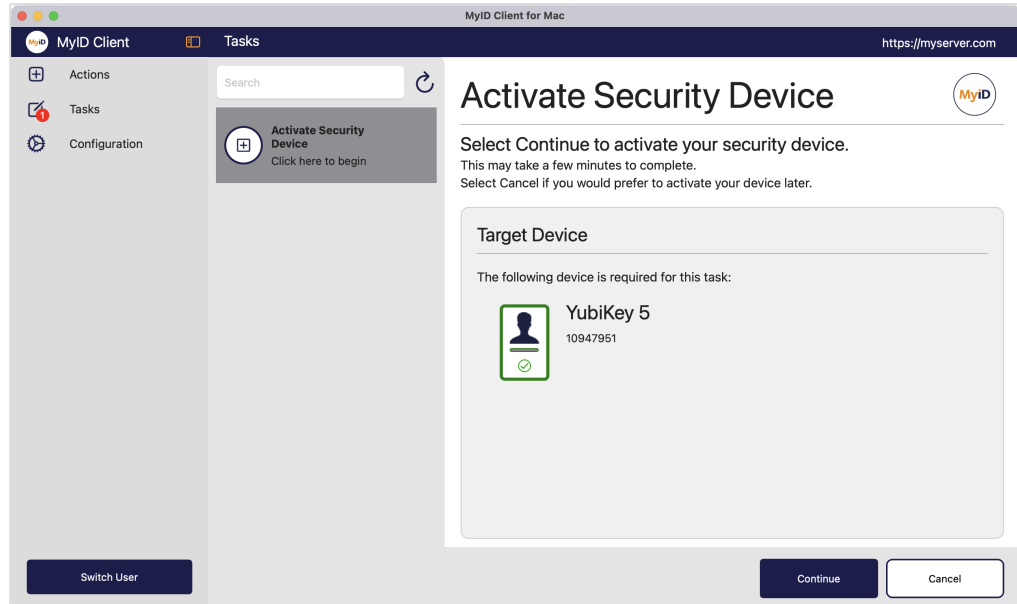 MyID Client for Mac
MyiD
MyID Client
Tasks
https://myserver.com
Actions
Tasks
1
Configuration
Search
Activate Security
Device
Click here to begin
Activate Security Device
MyiD
Select Continue to activate your security device.
This may take a few minutes to complete.
Select Cancel if you would prefer to activate your device later.
Target Device
The following device is required for this task:
YubiKey 5
10947951
Switch User
Continue
Cancel